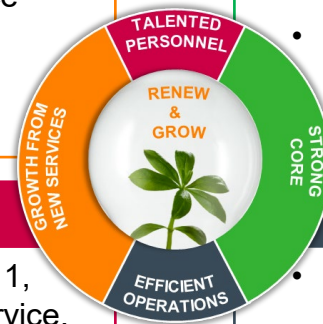 TALENTED
PERSONNEL
RENEW
&
GROW
GROWTH FROM
NEW SERVICES
STRONG
CORE
EFFICIENT
OPERATIONS
1,
rvice.